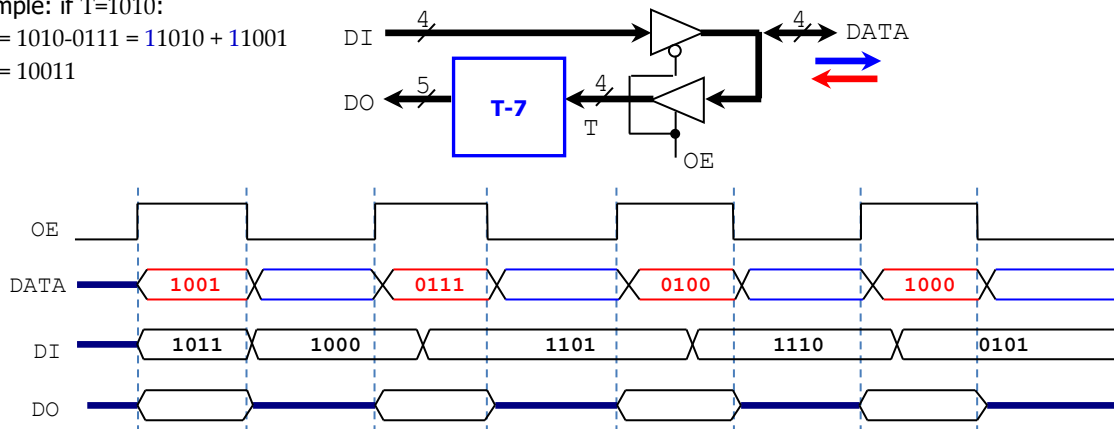 mple: if T=1010:
= 1010-0111 = 11010 + 11001
= 10011
DI 4 4 DATA
DO 5 T-7 4
T
OE
OE
DATA 1001 0111 0100 1000
DI 1011 1000 1101 1110 0101
DO